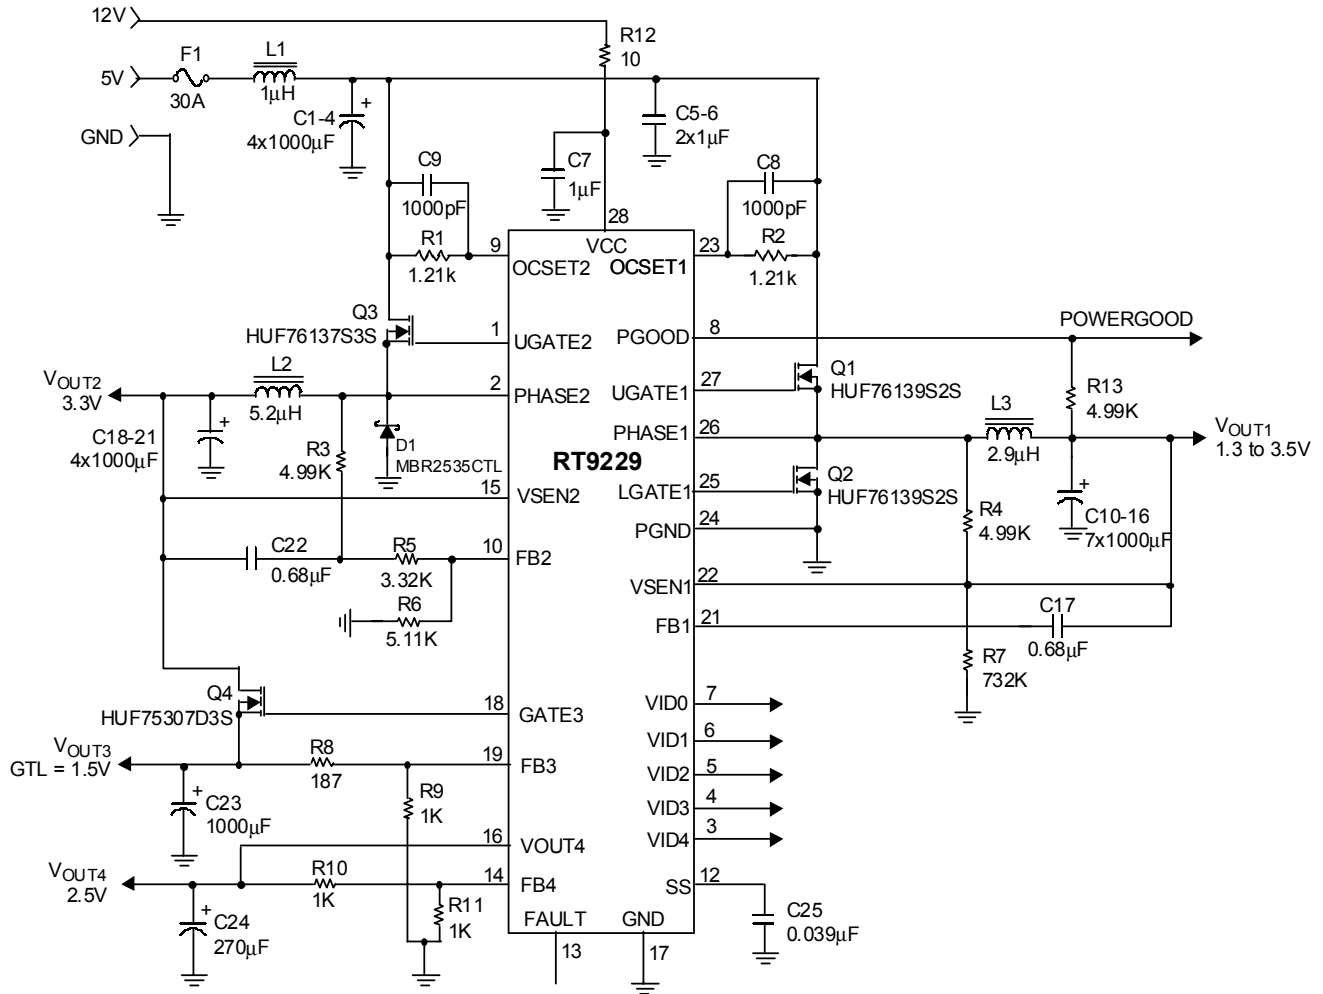 12V
R12
10
F1
L1
5V
30A
1μH
C1-4
4x1000μF
C5-6
2x1μF
GND
C9
1000pF
C7
1μF
C8
1000pF
28
R1
1.21k
9
VCC
23
R2
1.21k
OCSET2
OCSET1
Q3
HUF76137S3S
1
UGATE2
PGOOD
8
POWERGOOD
VOUT2
3.3V
L2
5.2μH
2
PHASE2
UGATE1
27
Q1
HUF76139S2S
R13
4.99K
C18-21
4x1000μF
R3
4.99K
D1
MBR2535CTL
PHASE1
26
L3
2.9μH
VOUT1
1.3 to 3.5V
RT9229
15
VSEN2
LGATE1
25
Q2
HUF76139S2S
PGND
24
R4
4.99K
C10-16
7x1000μF
C22
0.68μF
R5
3.32K
10
FB2
VSEN1
22
R6
5.11K
FB1
21
C17
0.68μF
R7
732K
Q4
HUF75307D3S
18
GATE3
VID0
7
VID1
6
VOUT3
GTL = 1.5V
R8
187
19
FB3
VID2
5
C23
1000μF
R9
1K
VID3
4
16
VOUT4
VID4
3
VOUT4
2.5V
R10
1K
14
FB4
SS
12
C24
270μF
R11
1K
FAULT
GND
C25
0.039μF
13
17